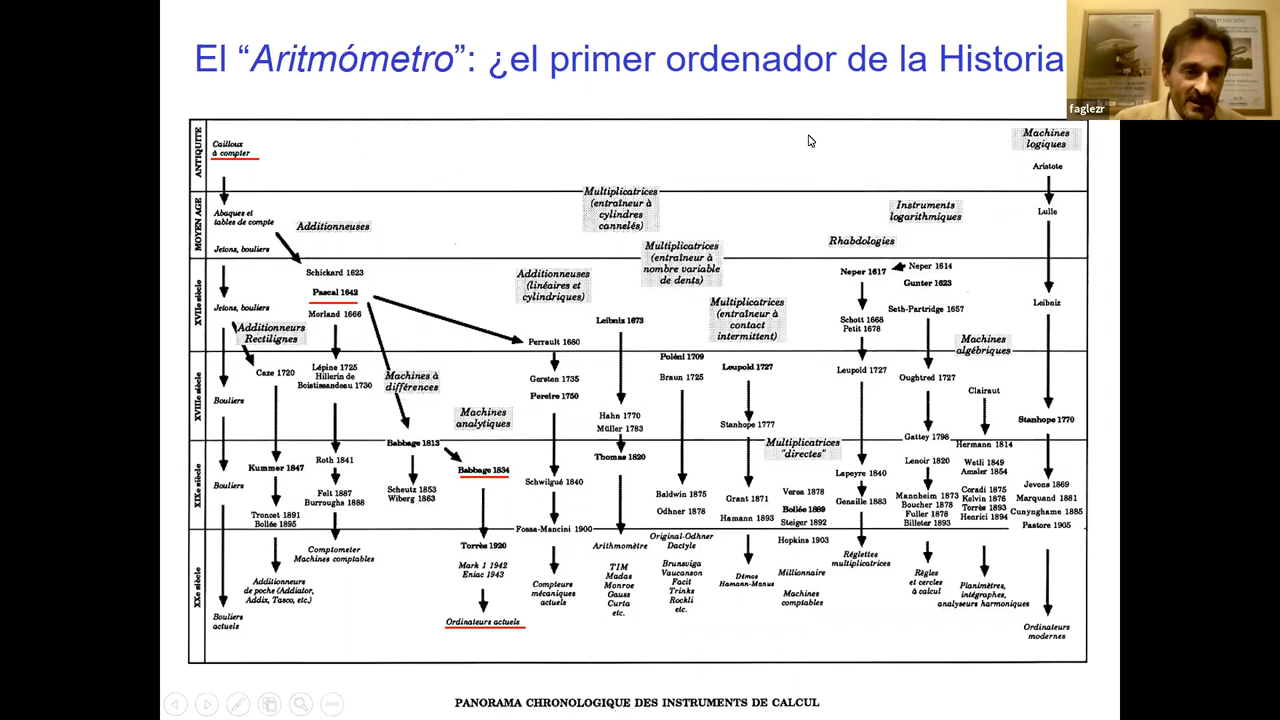 El “Aritmómetro”: ¿el primer ordenador de la Historia
faglezr
ANTIQUITE
MOYEN AGE
XVIIe siècle
XVIIIe siècle
XIXe siècle
XXe siècle
Cailloux
à compter
Abaques et
tables de compte
Jetons, bouliers
Jetons, bouliers
Bouliers
Bouliers
Bouliers
actuels
Additionneurs
Rectilignes
Caze 1720
Kummer 1847
Troncet 1891
Bollée 1895
Additionneurs
de poche (Addiator,
Addix, Tasco, etc.)
Additionneuses
Schickard 1623
Pascal 1642
Morland 1666
Lépine 1725
Hillerin de
Boistissandeau 1730
Roth 1841
Felt 1887
Burroughs 1888
Comptometer
Machines comptables
Machines à
différences
Babbage 1813
Scheutz 1853
Wiberg 1863
Machines
analytiques
Babbage 1834
Torrès 1920
Mark 1 1942
Eniac 1943
Ordinateurs actuels
Additionneuses
(linéaires et
cylindriques)
Perrault 1680
Gersten 1735
Pereire 1750
Schwilgué 1840
Fossa-Mancini 1900
Compteurs
mécaniques
actuels
Multiplicatrices
(entraîneur à
cylindres
cannelés)
Leibniz 1673
Hahn 1770
Müller 1783
Thomas 1820
Arithmomètre
TIM
Madas
Monroe
Gauss
Curta
etc.
Multiplicatrices
(entraîneur à
nombre variable
de dents)
Poléni 1709
Braun 1725
Baldwin 1875
Odhner 1878
Original-Odhner
Dactyle
Brunsviga
Vaucanson
Facit
Trinks
Rockli
etc.
Multiplicatrices
(entraîneur à
contact
intermittent)
Leupold 1727
Stanhope 1777
Grant 1871
Hamann 1893
Démos
Hamann-Manus
Multiplicatrices
"directes"
Verea 1878
Bollée 1889
Steiger 1892
Hopkins 1903
Millionnaire
Machines
comptables
Rhabdologies
Neper 1617
Schott 1668
Petit 1678
Leupold 1727
Lapeyre 1840
Genaille 1883
Réglettes
multiplicatrices
Instruments
logarithmiques
Neper 1614
Gunter 1623
Seth-Partridge 1657
Oughtred 1727
Gattey 1798
Lenoir 1820
Mannheim 1873
Boucher 1878
Fuller 1878
Billeter 1893
Règles
et cercles
à calcul
Machines
algébriques
Clairaut
Hermann 1814
Wetli 1849
Amsler 1854
Coradi 1875
Kelvin 1876
Torrès 1893
Henrici 1894
Planimètres,
intégraphes,
analyseurs harmoniques
Machines
logiques
Aristote
Lulle
Leibniz
Stanhope 1770
Jevons 1869
Marquand 1881
Cunynghame 1885
Pastore 1905
Ordinateurs
modernes
PANORAMA CHRONOLOGIQUE DES INSTRUMENTS DE CALCUL